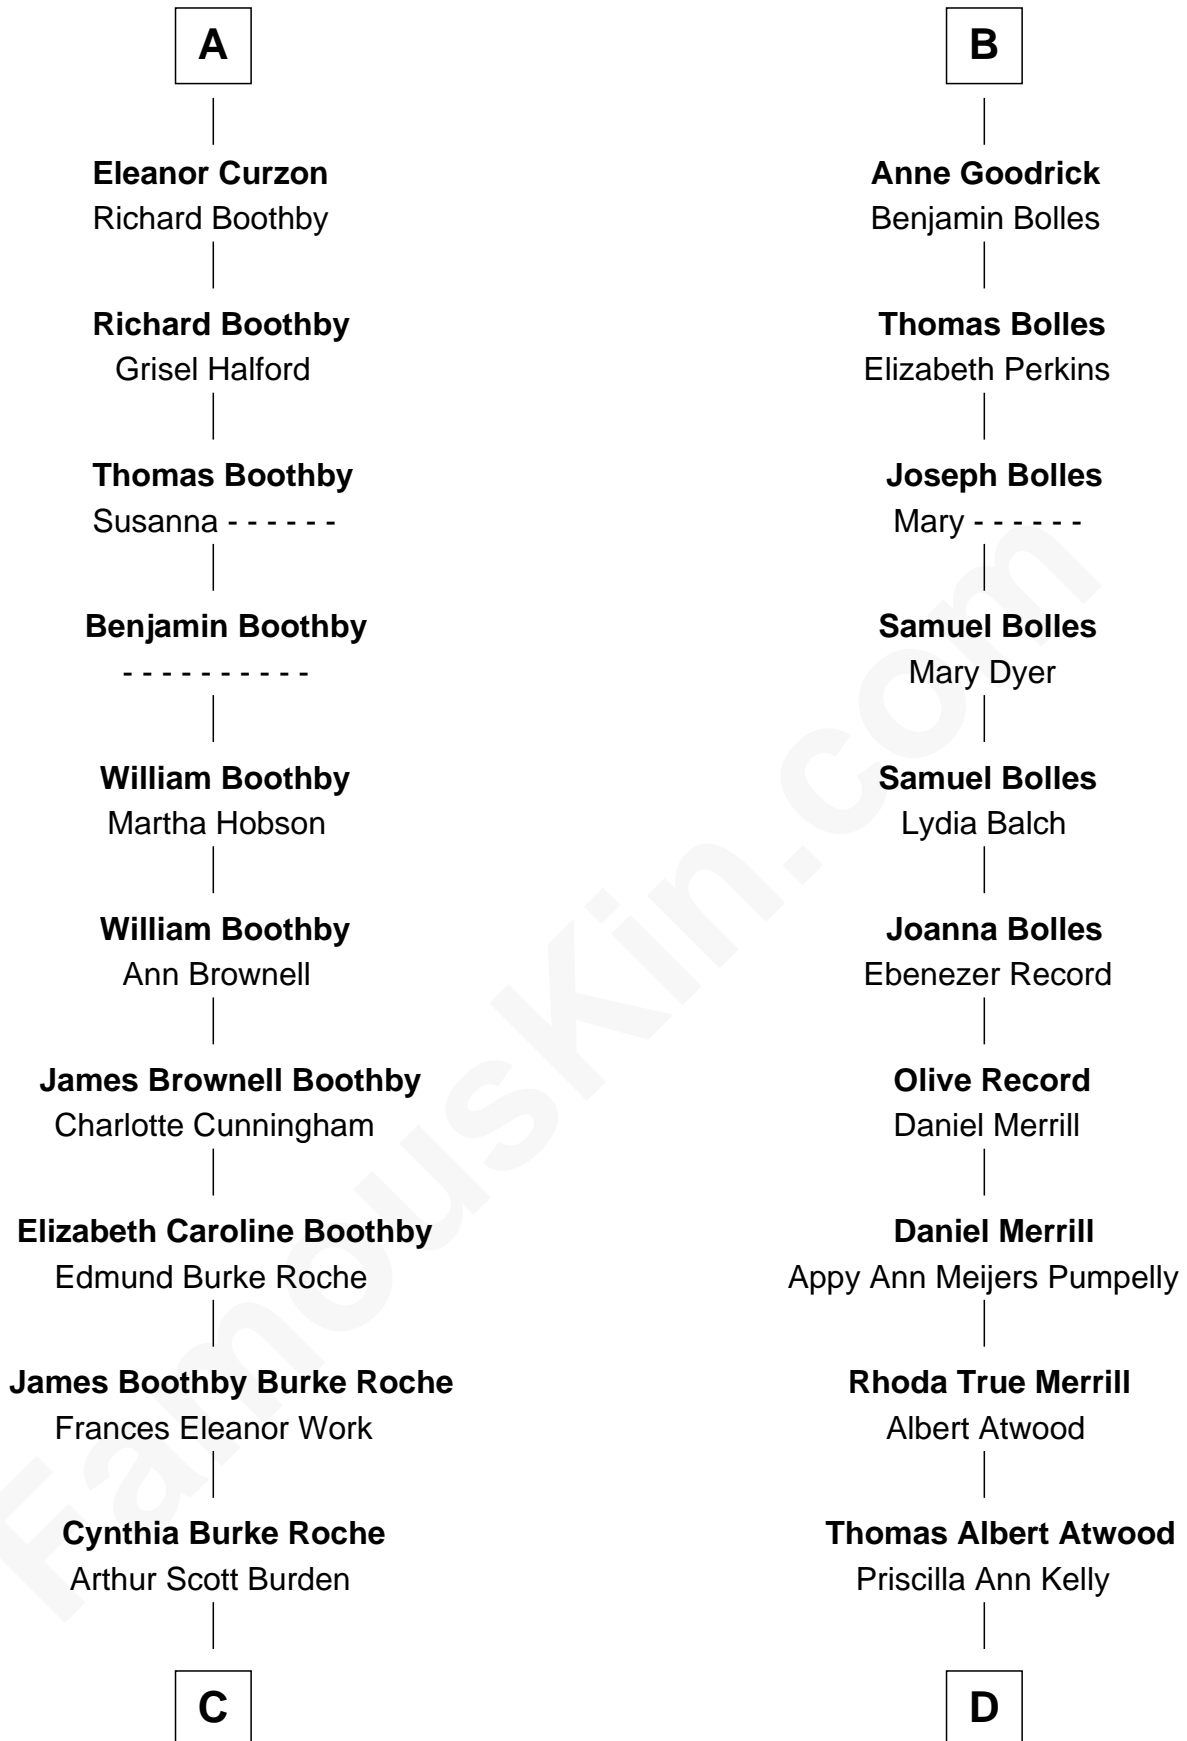 A
Eleanor Curzon
Richard Boothby
Richard Boothby
Grisel Halford
Thomas Boothby
Susanna - - - - - -
Benjamin Boothby
- - - - - - - - - -
William Boothby
Martha Hobson
William Boothby
Ann Brownell
James Brownell Boothby
Charlotte Cunningham
Elizabeth Caroline Boothby
Edmund Burke Roche
James Boothby Burke Roche
Frances Eleanor Work
Cynthia Burke Roche
Arthur Scott Burden
C
B
Anne Goodrick
Benjamin Bolles
Thomas Bolles
Elizabeth Perkins
Joseph Bolles
Mary - - - - - -
Samuel Bolles
Mary Dyer
Samuel Bolles
Lydia Balch
Joanna Bolles
Ebenezer Record
Olive Record
Daniel Merrill
Daniel Merrill
Appy Ann Meijers Pumpelly
Rhoda True Merrill
Albert Atwood
Thomas Albert Atwood
Priscilla Ann Kelly
D
FamousKin.com